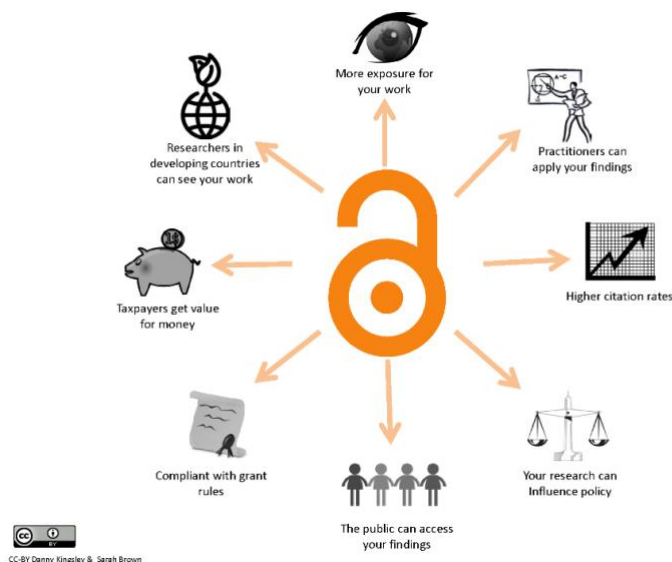 More exposure for
your work
Practitioners can
apply your findings
Higher citation rates
Your research can
Influence policy
The public can access
your findings
Compliant with grant
rules
Taxpayers get value
for money
Researchers in
developing countries
can see your work
CC BY
CC-BY Danny Kingsley & Sarah Brown